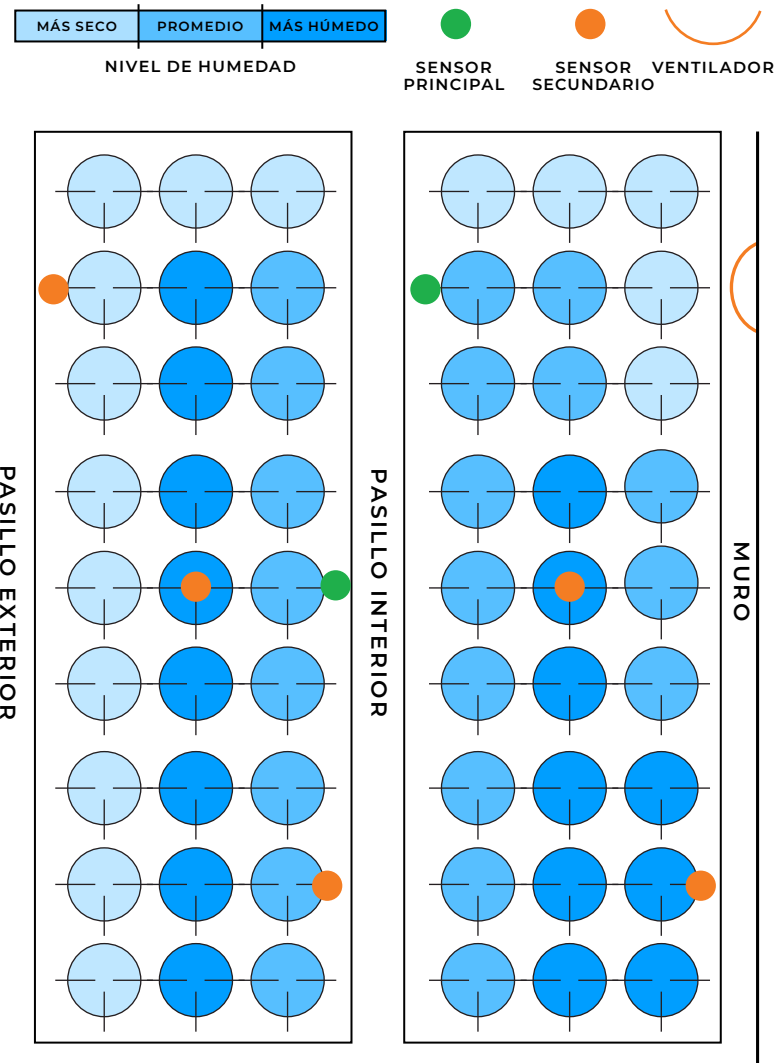 MÁS SECO
PROMEDIO
MÁS HÚMEDO
NIVEL DE HUMEDAD
SENSOR
PRINCIPAL
SENSOR
SECUNDARIO
VENTILADOR
PASILLO EXTERIOR
PASILLO INTERIOR
MURO